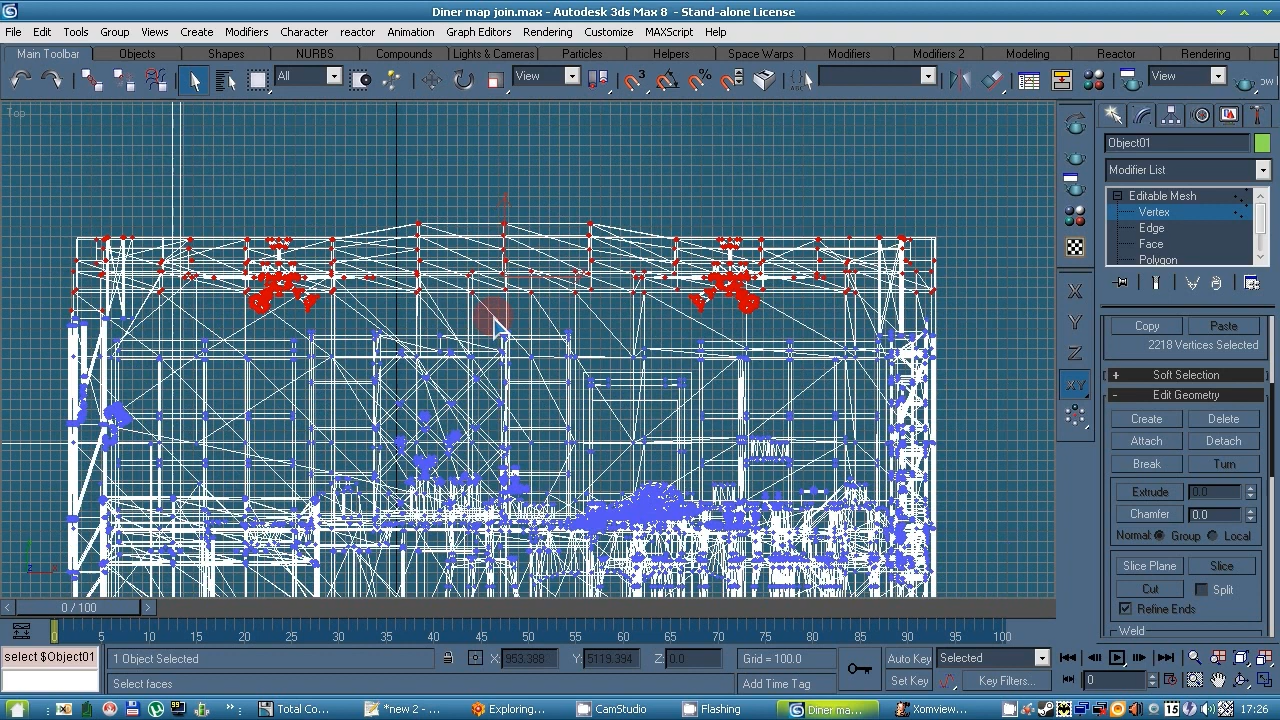 Diner map join.max - Autodesk 3ds Max 8 - Stand-alone License
File Edit Tools Group Views Create Modifiers Character reactor Animation Graph Editors Rendering Customize MAXScript Help
Main Toolbar Objects Shapes NURBS Compounds Lights & Cameras Particles Helpers Space Warps Modifiers Modifiers 2 Modeling Reactor Rendering
All View View
Top
Object01
Modifier List
Editable Mesh
Vertex
Edge
Face
Polygon
Copy Paste
2218 Vertices Selected
+ Soft Selection
- Edit Geometry
Create Delete
Attach Detach
Break Turn
Extrude 0.0
Chamfer 0.0
Normal: Group Local
Slice Plane Slice
Cut Split
Refine Ends
Weld
X
Y
Z
XY
< 0 / 100 >
0 5 10 15 20 25 30 35 40 45 50 55 60 65 70 75 80 85 90 95 100
select $Object01 1 Object Selected X: 953.388 Y: 5119.394 Z: 0.0 Grid = 100.0 Auto Key Selected
Select faces Add Time Tag Set Key Key Filters... 0
Total Co... *new 2 - ... Exploring... CamStudio Flashing Diner ma... Xomview... 15 17:26